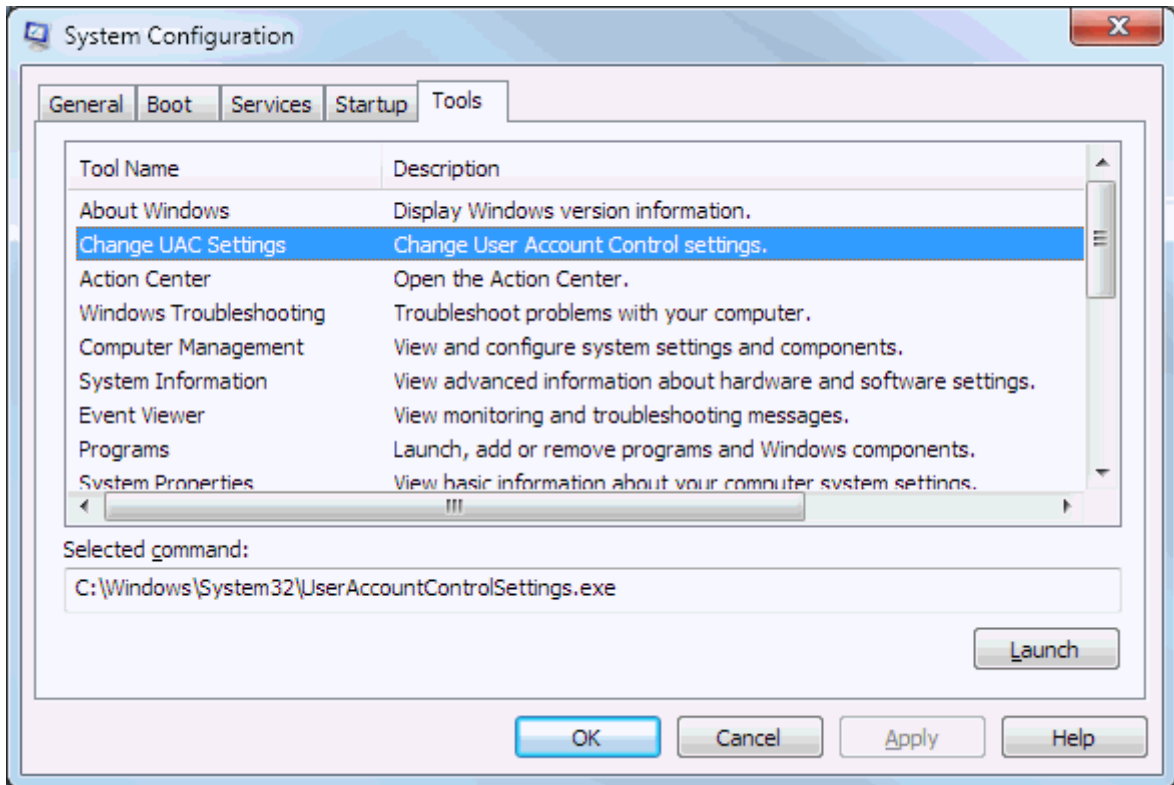 System Configuration
General Boot Services Startup Tools
Tool Name Description
About Windows Display Windows version information.
Change UAC Settings Change User Account Control settings.
Action Center Open the Action Center.
Windows Troubleshooting Troubleshoot problems with your computer.
Computer Management View and configure system settings and components.
System Information View advanced information about hardware and software settings.
Event Viewer View monitoring and troubleshooting messages.
Programs Launch, add or remove programs and Windows components.
System Properties View basic information about your computer system settings.
Selected command:
C:\Windows\System32\UserAccountControlSettings.exe
Launch
OK Cancel Apply Help